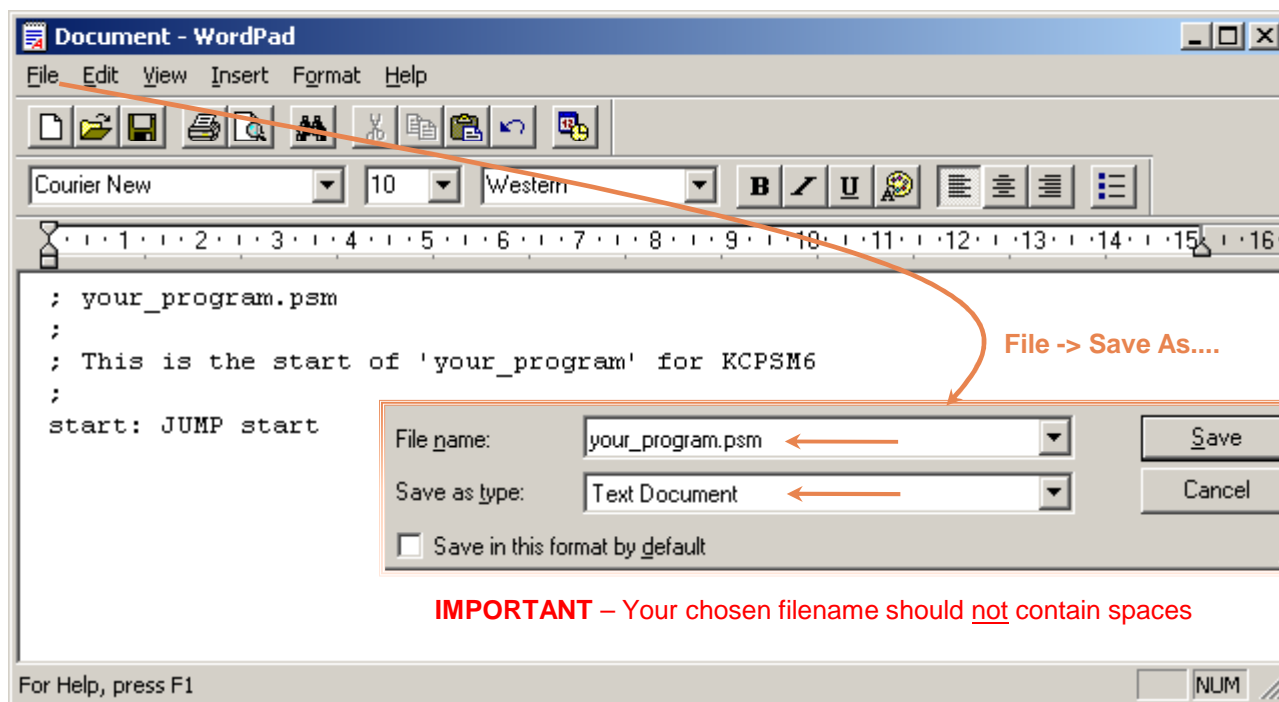 Document - WordPad
File Edit View Insert Format Help
Courier New 10 Western B I U
1 2 3 4 5 6 7 8 9 10 11 12 13 14 15 16
; your_program.psm
;
; This is the start of 'your_program' for KCPSM6
;
start: JUMP start
File -> Save As....
File name: your_program.psm Save
Save as type: Text Document Cancel
Save in this format by default
IMPORTANT – Your chosen filename should not contain spaces
For Help, press F1 NUM